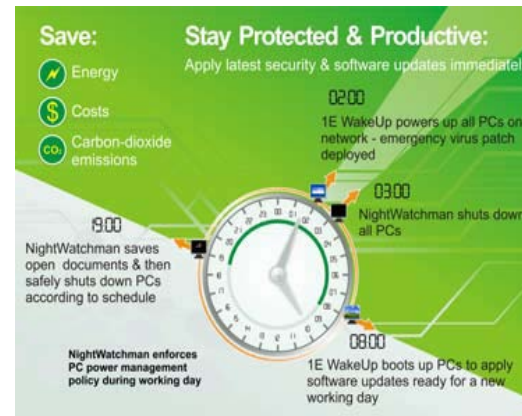 Save:
Energy
$ Costs
CO₂ Carbon-dioxide
emissions
Stay Protected & Productive:
Apply latest security & software updates immediatel
02:00
1E WakeUp powers up all PCs on
network - emergency virus patch
deployed
03:00
NightWatchman shuts down
all PCs
19:00
NightWatchman saves
open documents & then
safely shuts down PCs
according to schedule
NightWatchman enforces
PC power management
policy during working day
08:00
1E WakeUp boots up PCs to apply
software updates ready for a new
working day